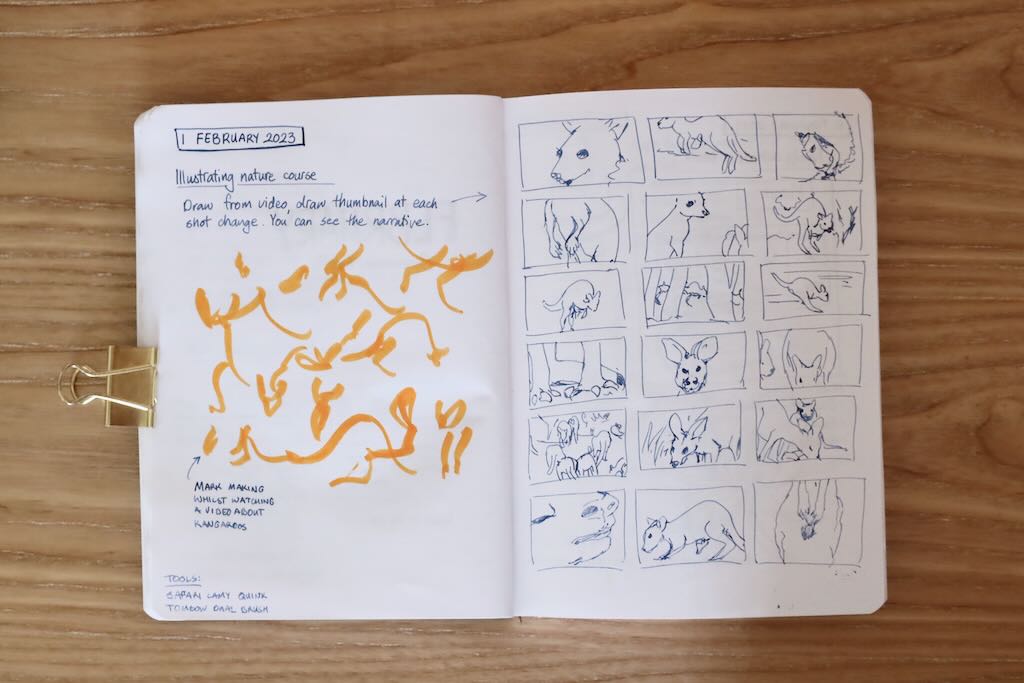 1 FEBRUARY 2023
Illustrating nature course
Draw from video, draw thumbnail at each
shot change. You can see the narrative.
MARK MAKING
WHILST WATCHING
A VIDEO ABOUT
KANGAROOS
TOOLS:
SAFARI LAMY QUINK
TOMBOW DUAL BRUSH